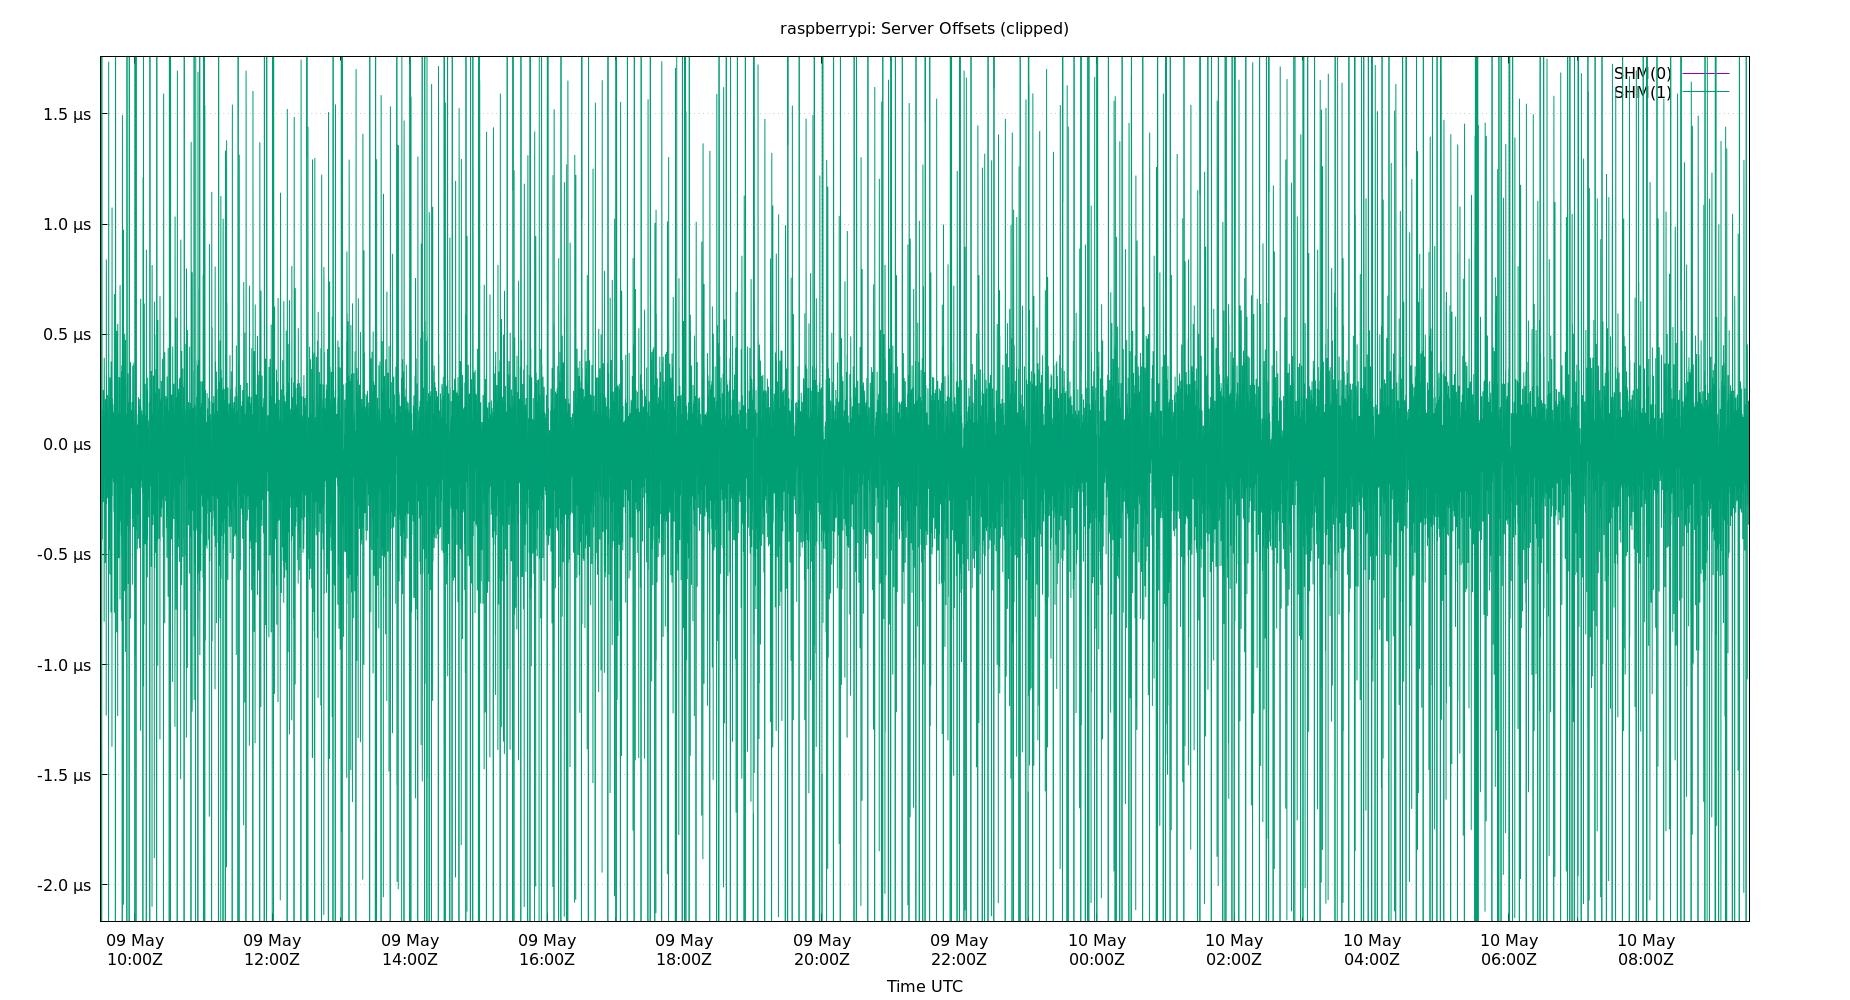 raspberrypi: Server Offsets (clipped)
SHM(0)
SHM(1)
1.5 µs
1.0 µs
0.5 µs
0.0 µs
-0.5 µs
-1.0 µs
-1.5 µs
-2.0 µs
09 May 09 May 09 May 09 May 09 May 09 May 09 May 10 May 10 May 10 May 10 May 10 May
10:00Z 12:00Z 14:00Z 16:00Z 18:00Z 20:00Z 22:00Z 00:00Z 02:00Z 04:00Z 06:00Z 08:00Z
Time UTC